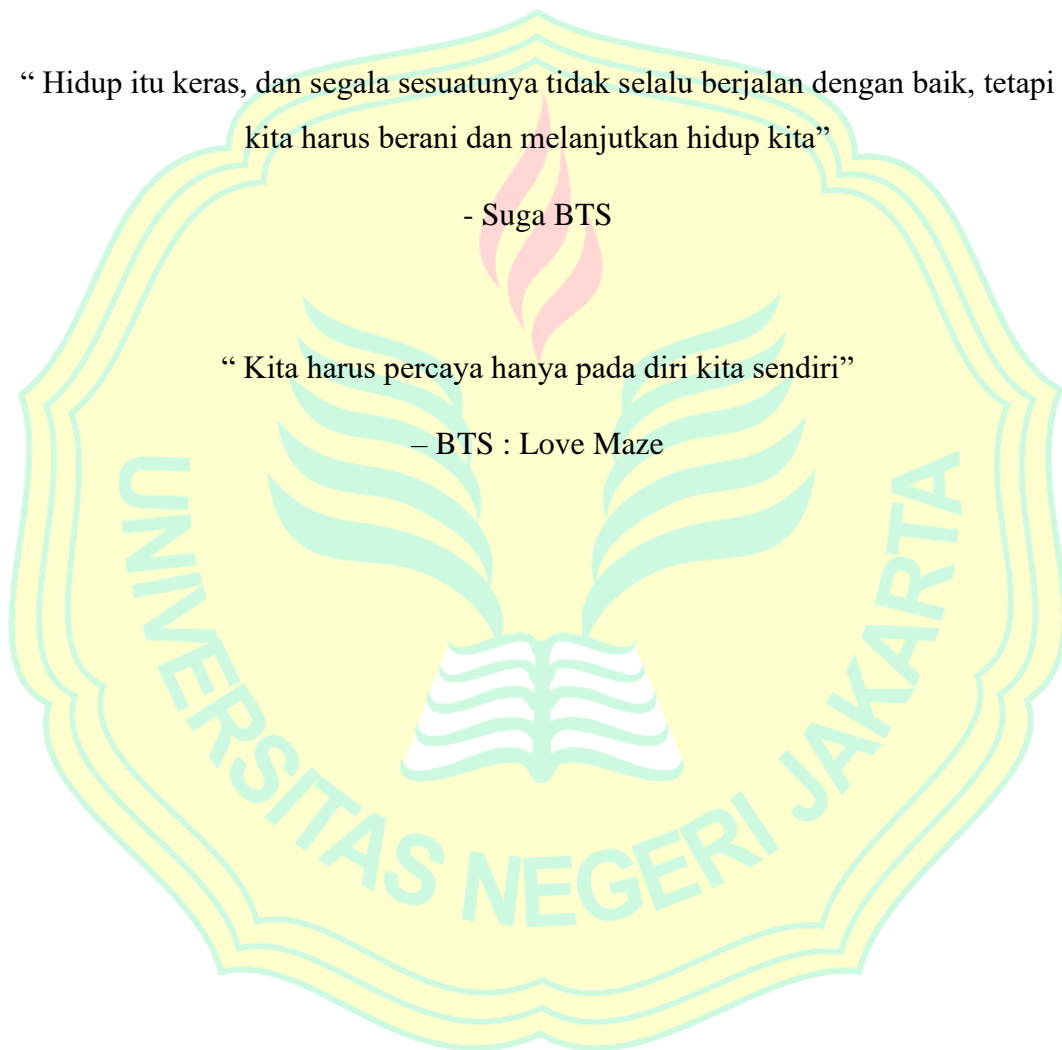 “ Hidup itu keras, dan segala sesuatunya tidak selalu berjalan dengan baik, tetapi
kita harus berani dan melanjutkan hidup kita”
- Suga BTS
“ Kita harus percaya hanya pada diri kita sendiri”
– BTS : Love Maze
UNIVERSITAS NEGERI JAKARTA